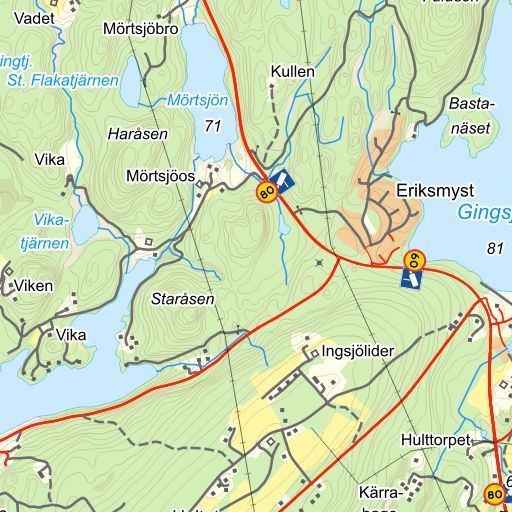 Vadet
Mörtsjöbro
St. Flakatjärnen
Kullen
Mörtsjön
71
Basta-
näset
Haråsen
Vika
Mörtsjöos
80
Eriksmyst
Vika-
tjärnen
81
60
Viken
Staråsen
Vika
Ingsjölider
Hulttorpet
Kärra-
80